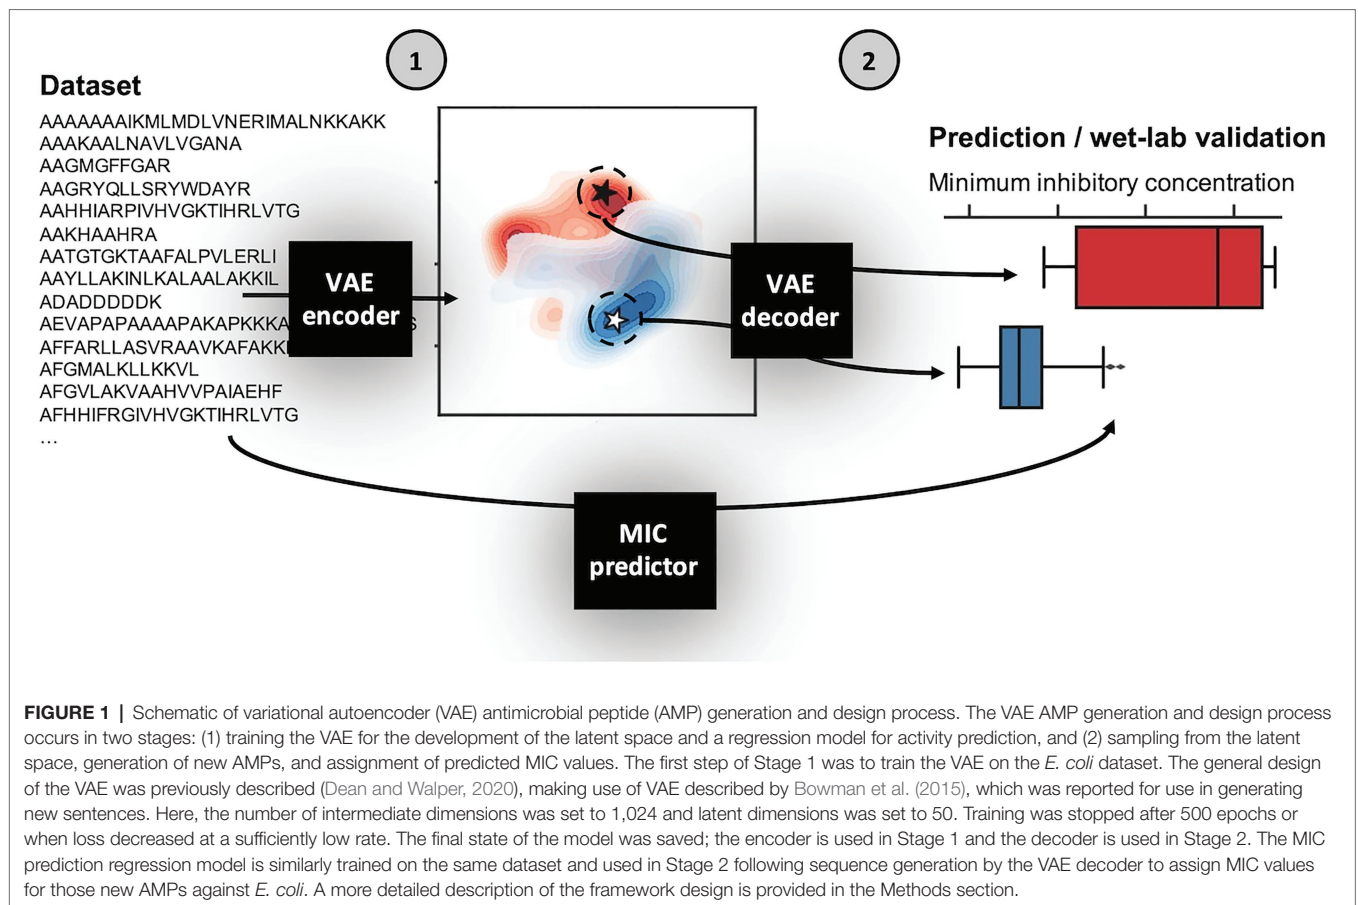 1
2
Dataset
AAAAAAAIKMLMDLVNERIMALNKKAKK
AAAKAALNAVLVGANA
AAGMGFFGAR
AAGRYQLLSRYWDAYR
AAHHIARPIVHVGKTIHRLVTG
AAKHAAHRA
AATGTGKTAAFALPVLERLI
AAYLLAKINLKALAALAKKIL
ADADDDDDK
AFGMALKLLKKVL
AFGVLAKVAAHVVPAIAEHF
AFHHIFRGIVHVGKTIHRLVTG
...
VAE
encoder
VAE
decoder
MIC
predictor
Prediction / wet-lab validation
Minimum inhibitory concentration
FIGURE 1 | Schematic of variational autoencoder (VAE) antimicrobial peptide (AMP) generation and design process. The VAE AMP generation and design process
occurs in two stages: (1) training the VAE for the development of the latent space and a regression model for activity prediction, and (2) sampling from the latent
space, generation of new AMPs, and assignment of predicted MIC values. The first step of Stage 1 was to train the VAE on the E. coli dataset. The general design
of the VAE was previously described (Dean and Walper, 2020), making use of VAE described by Bowman et al. (2015), which was reported for use in generating
new sentences. Here, the number of intermediate dimensions was set to 1,024 and latent dimensions was set to 50. Training was stopped after 500 epochs or
when loss decreased at a sufficiently low rate. The final state of the model was saved; the encoder is used in Stage 1 and the decoder is used in Stage 2. The MIC
prediction regression model is similarly trained on the same dataset and used in Stage 2 following sequence generation by the VAE decoder to assign MIC values
for those new AMPs against E. coli. A more detailed description of the framework design is provided in the Methods section.